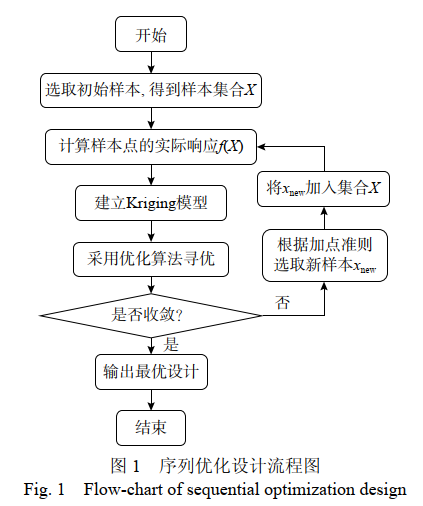 开始
选取初始样本, 得到样本集合X
计算样本点的实际响应f(X)
将xnew加入集合X
建立Kriging模型
根据加点准则
选取新样本xnew
采用优化算法寻优
是否收敛?
否
是
输出最优设计
结束
图 1 序列优化设计流程图
Fig. 1 Flow-chart of sequential optimization design